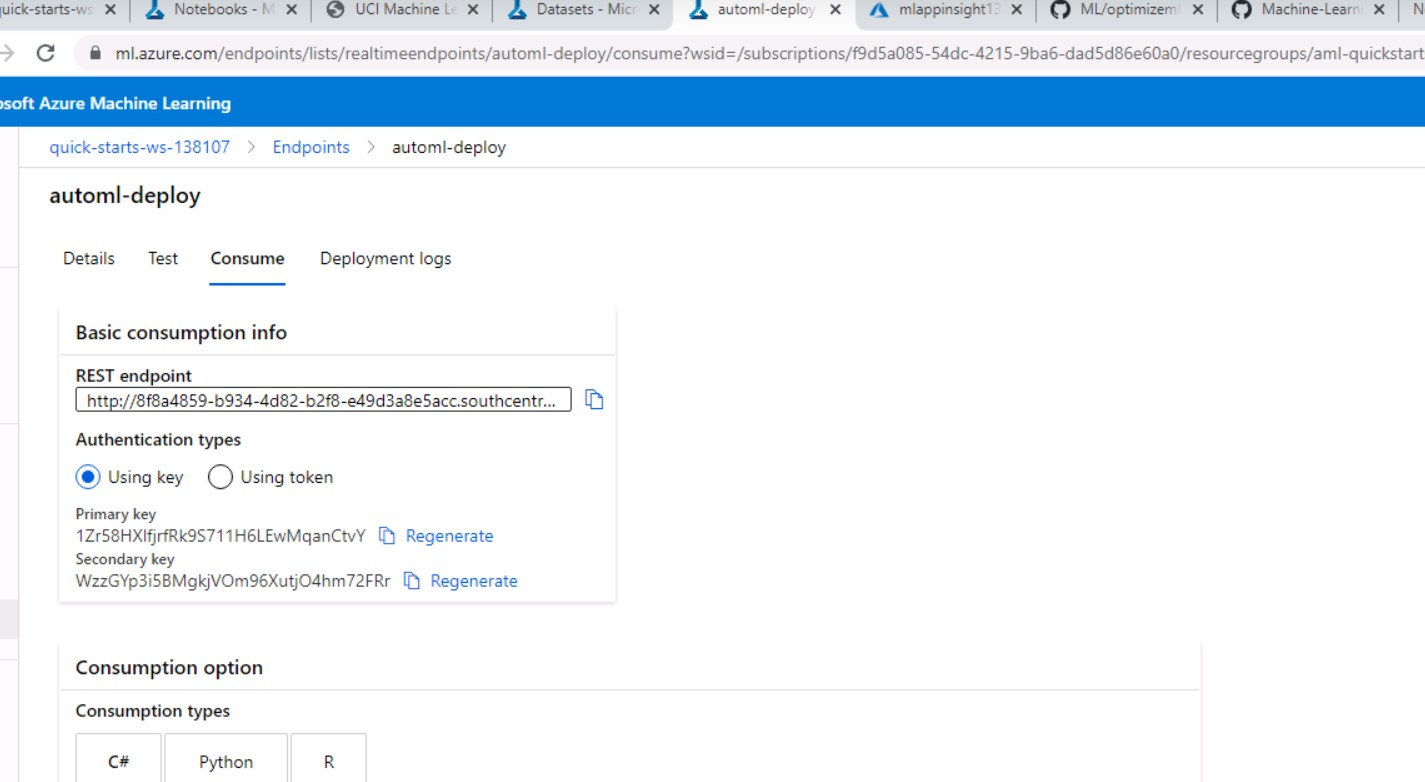 uick-starts-ws Notebooks - M UCI Machine Le Datasets - Micr automl-deploy mlappinsight13 ML/optimizeml Machine-Learni
ml.azure.com/endpoints/lists/realtimeendpoints/automl-deploy/consume?wsid=/subscriptions/f9d5a085-54dc-4215-9ba6-dad5d86e60a0/resourcegroups/aml-quickstart
osoft Azure Machine Learning
quick-starts-ws-138107 > Endpoints > automl-deploy
automl-deploy
Details Test Consume Deployment logs
Basic consumption info
REST endpoint
http://8f8a4859-b934-4d82-b2f8-e49d3a8e5acc.southcentr...
Authentication types
Using key Using token
Primary key
1Zr58HXIfjrfRk9S711H6LEwMqanCtvY Regenerate
Secondary key
WzzGYp3i5BMgkjVOm96XutjO4hm72FRr Regenerate
Consumption option
Consumption types
C# Python R